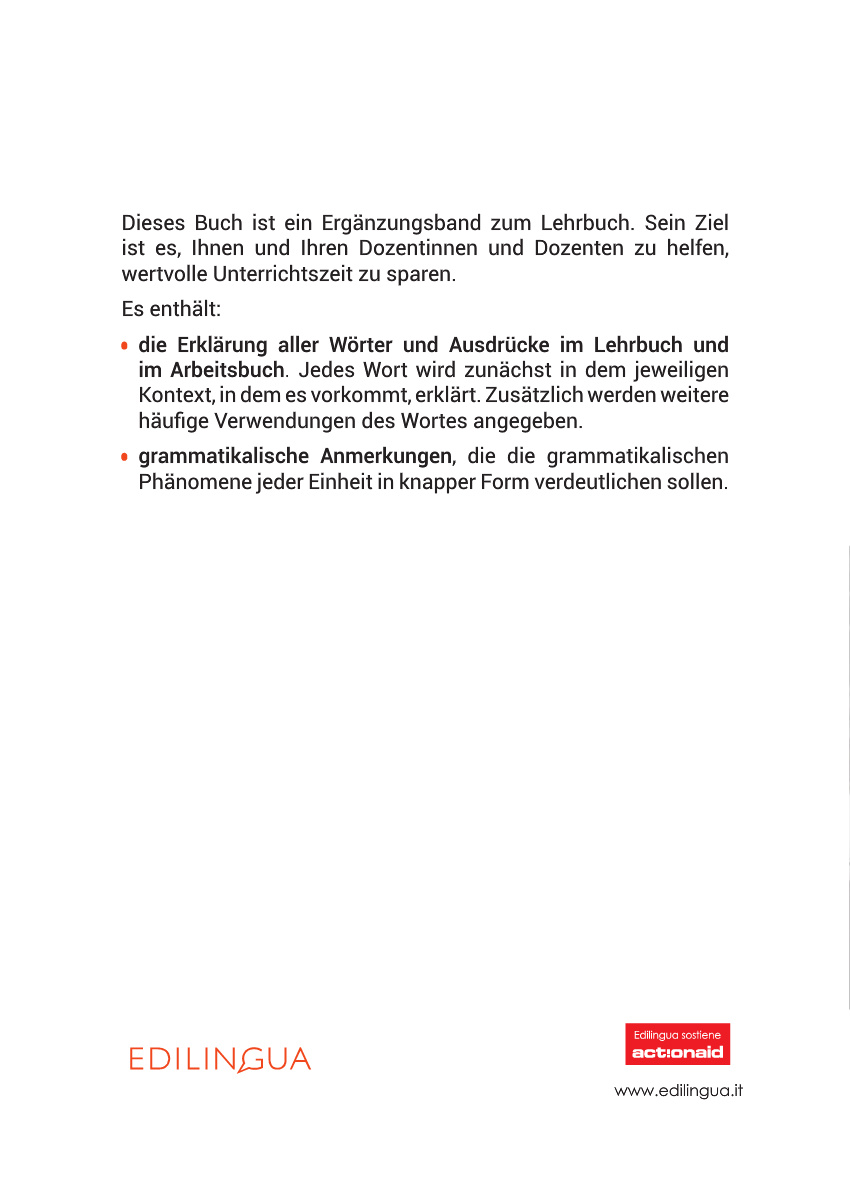 Dieses Buch ist ein Ergänzungsband zum Lehrbuch. Sein Ziel
ist es, Ihnen und Ihren Dozentinnen und Dozenten zu helfen,
wertvolle Unterrichtszeit zu sparen.
Es enthält:
• die Erklärung aller Wörter und Ausdrücke im Lehrbuch und
im Arbeitsbuch. Jedes Wort wird zunächst in dem jeweiligen
Kontext, in dem es vorkommt, erklärt. Zusätzlich werden weitere
häufige Verwendungen des Wortes angegeben.
• grammatikalische Anmerkungen, die die grammatikalischen
Phänomene jeder Einheit in knapper Form verdeutlichen sollen.
EDILINGUA
Edilingua sostiene
act:onaid
www.edilingua.it